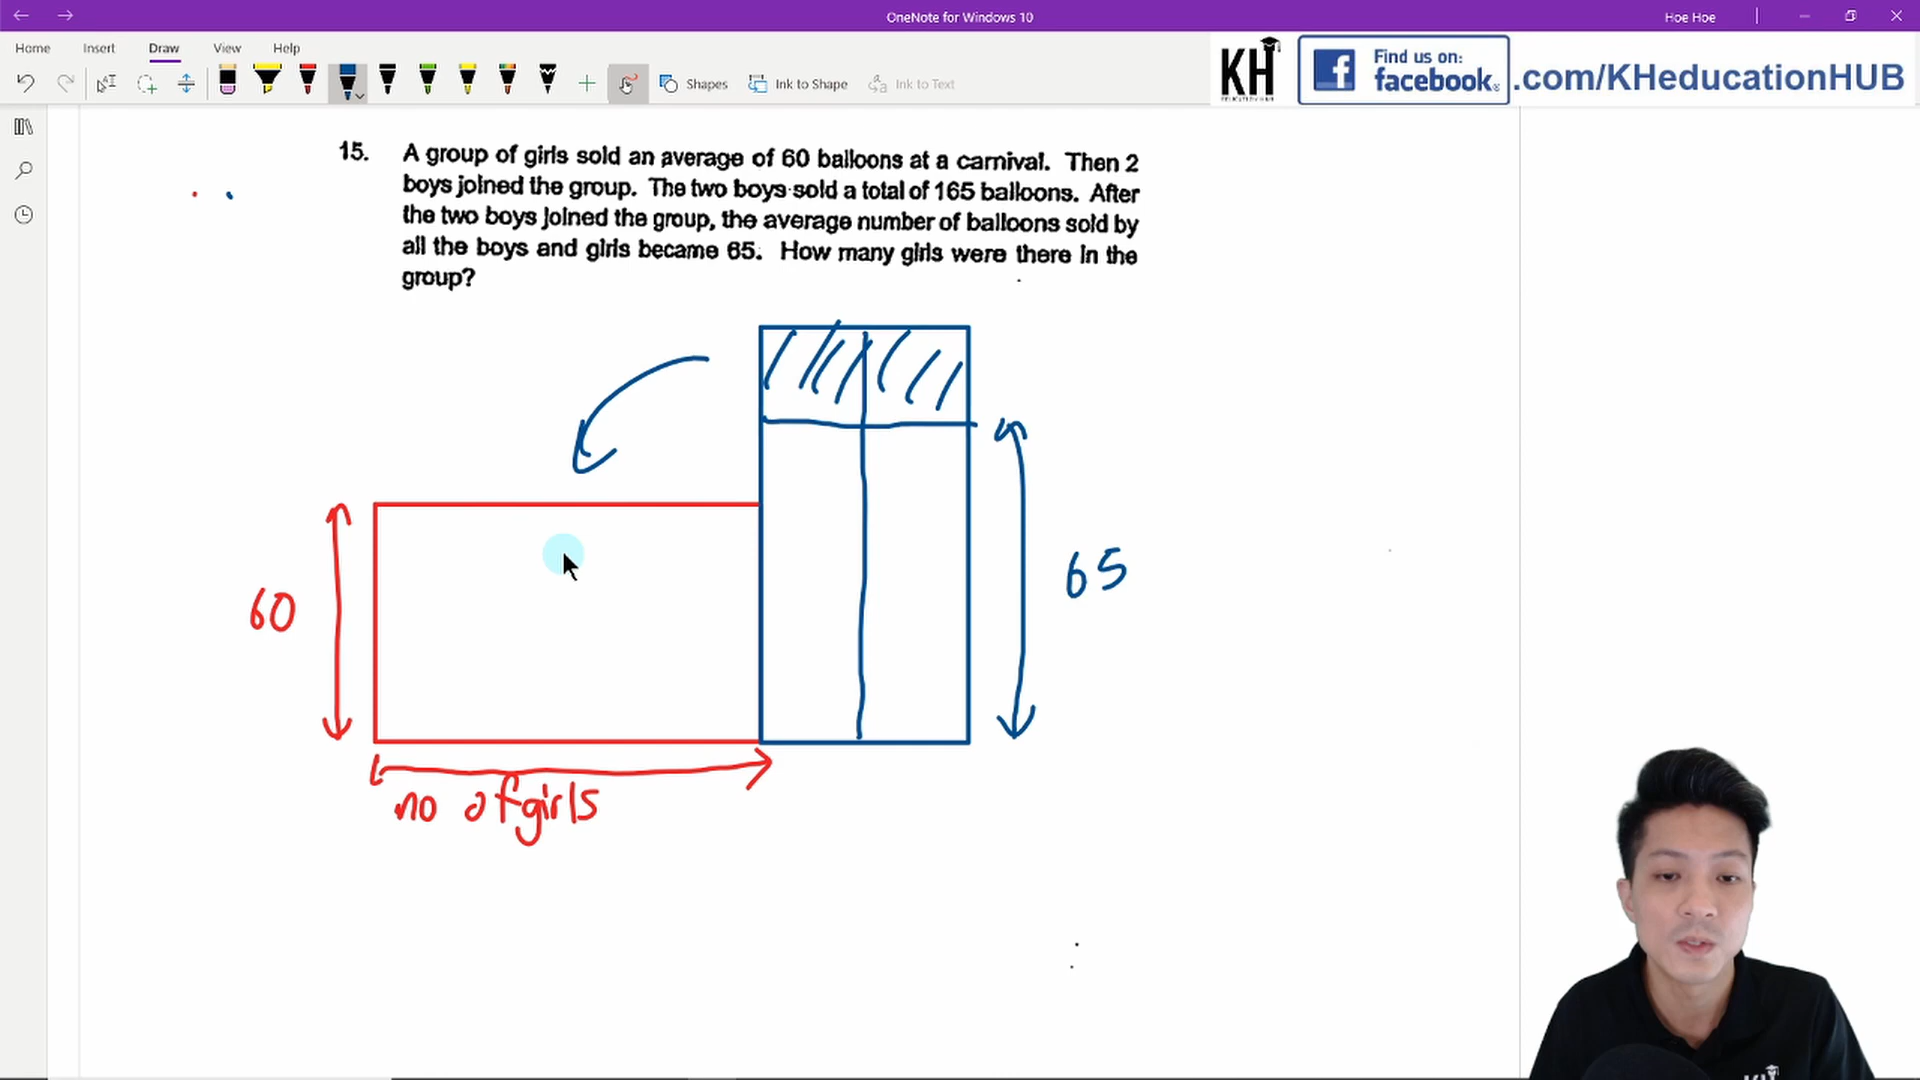 OneNote for Windows 10
Hoe Hoe
Home Insert Draw View Help
Shapes Ink to Shape Ink to Text
KH
EDUCATION HUB
Find us on:
facebook.
.com/KHeducationHUB
15. A group of girls sold an average of 60 balloons at a carnival. Then 2
boys joined the group. The two boys sold a total of 165 balloons. After
the two boys joined the group, the average number of balloons sold by
all the boys and girls became 65. How many girls were there in the
group?
60
65
no of girls
KH